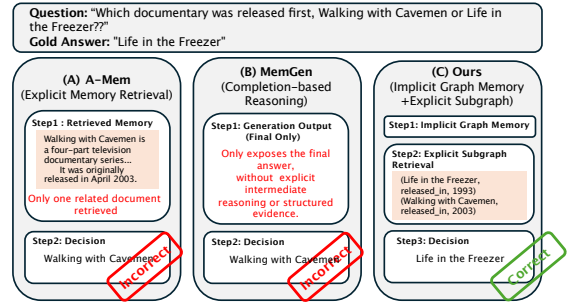 Question: “Which documentary was released first, Walking with Cavemen or Life in
the Freezer??”
Gold Answer: "Life in the Freezer”
(A) A-Mem
(Explicit Memory Retrieval)
Step1 : Retrieved Memory
Walking with Cavemen is
a four-part television
documentary series...
It was originally
released in April 2003.
Only one related document
retrieved
Step2: Decision
Walking with Cavemen
Incorrect
(B) MemGen
(Completion-based
Reasoning)
Step1: Generation Output
(Final Only)
Only exposes the final
answer,
without explicit
intermediate
reasoning or structured
evidence.
Step2: Decision
Walking with Cavemen
Incorrect
(C) Ours
(Implicit Graph Memory
+Explicit Subgraph)
Step1: Implicit Graph Memory
Step2: Explicit Subgraph
Retrieval
(Life in the Freezer,
released_in, 1993)
(Walking with Cavemen,
released_in, 2003)
Step3: Decision
Life in the Freezer
Correct